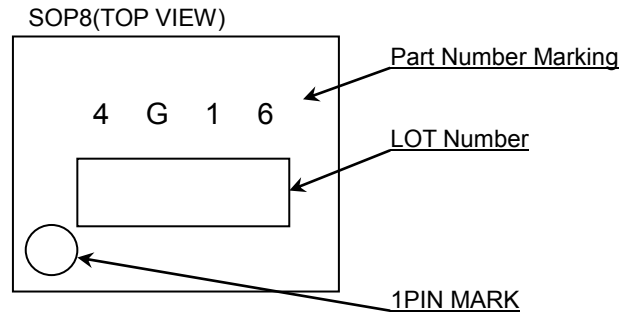 SOP8(TOP VIEW)
Part Number Marking
4 G 1 6
LOT Number
1PIN MARK